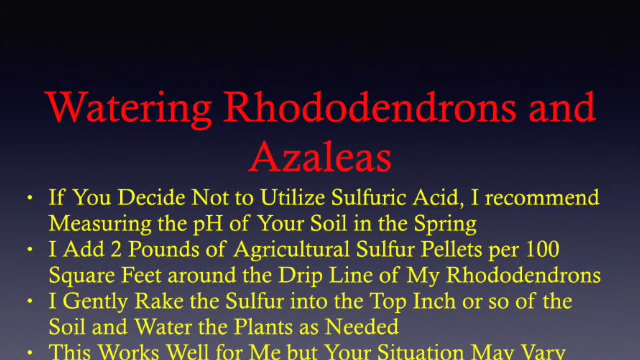 Watering Rhododendrons and
Azaleas
• If You Decide Not to Utilize Sulfuric Acid, I recommend
Measuring the pH of Your Soil in the Spring
• I Add 2 Pounds of Agricultural Sulfur Pellets per 100
Square Feet around the Drip Line of My Rhododendrons
• I Gently Rake the Sulfur into the Top Inch or so of the
Soil and Water the Plants as Needed
• This Works Well for Me but Your Situation May Vary